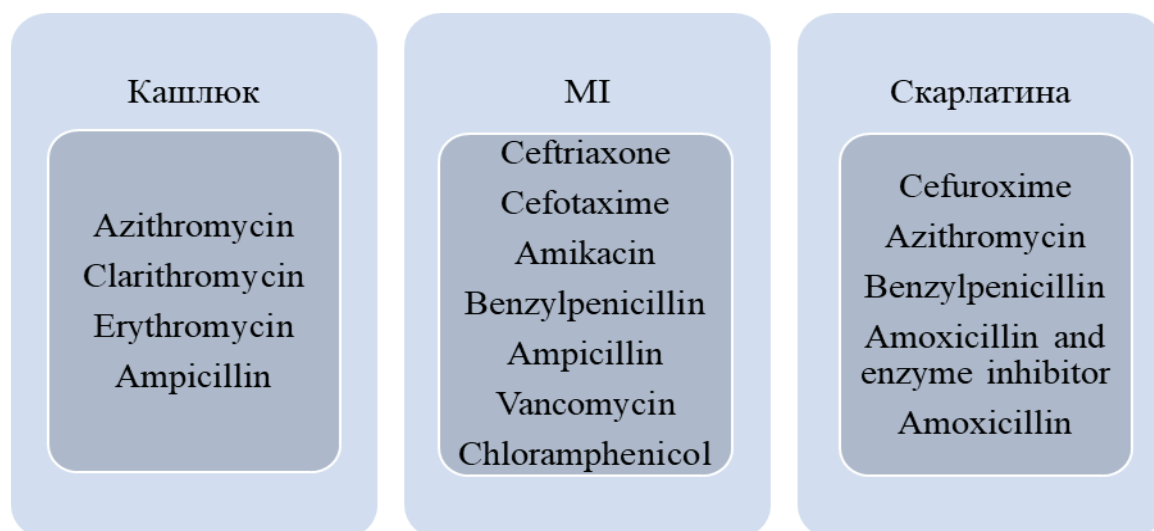 Кашлюк
Azithromycin
Clarithromycin
Erythromycin
Ampicillin
МІ
Ceftriaxone
Cefotaxime
Amikacin
Benzylpenicillin
Ampicillin
Vancomycin
Chloramphenicol
Скарлатина
Cefuroxime
Azithromycin
Benzylpenicillin
Amoxicillin and
enzyme inhibitor
Amoxicillin